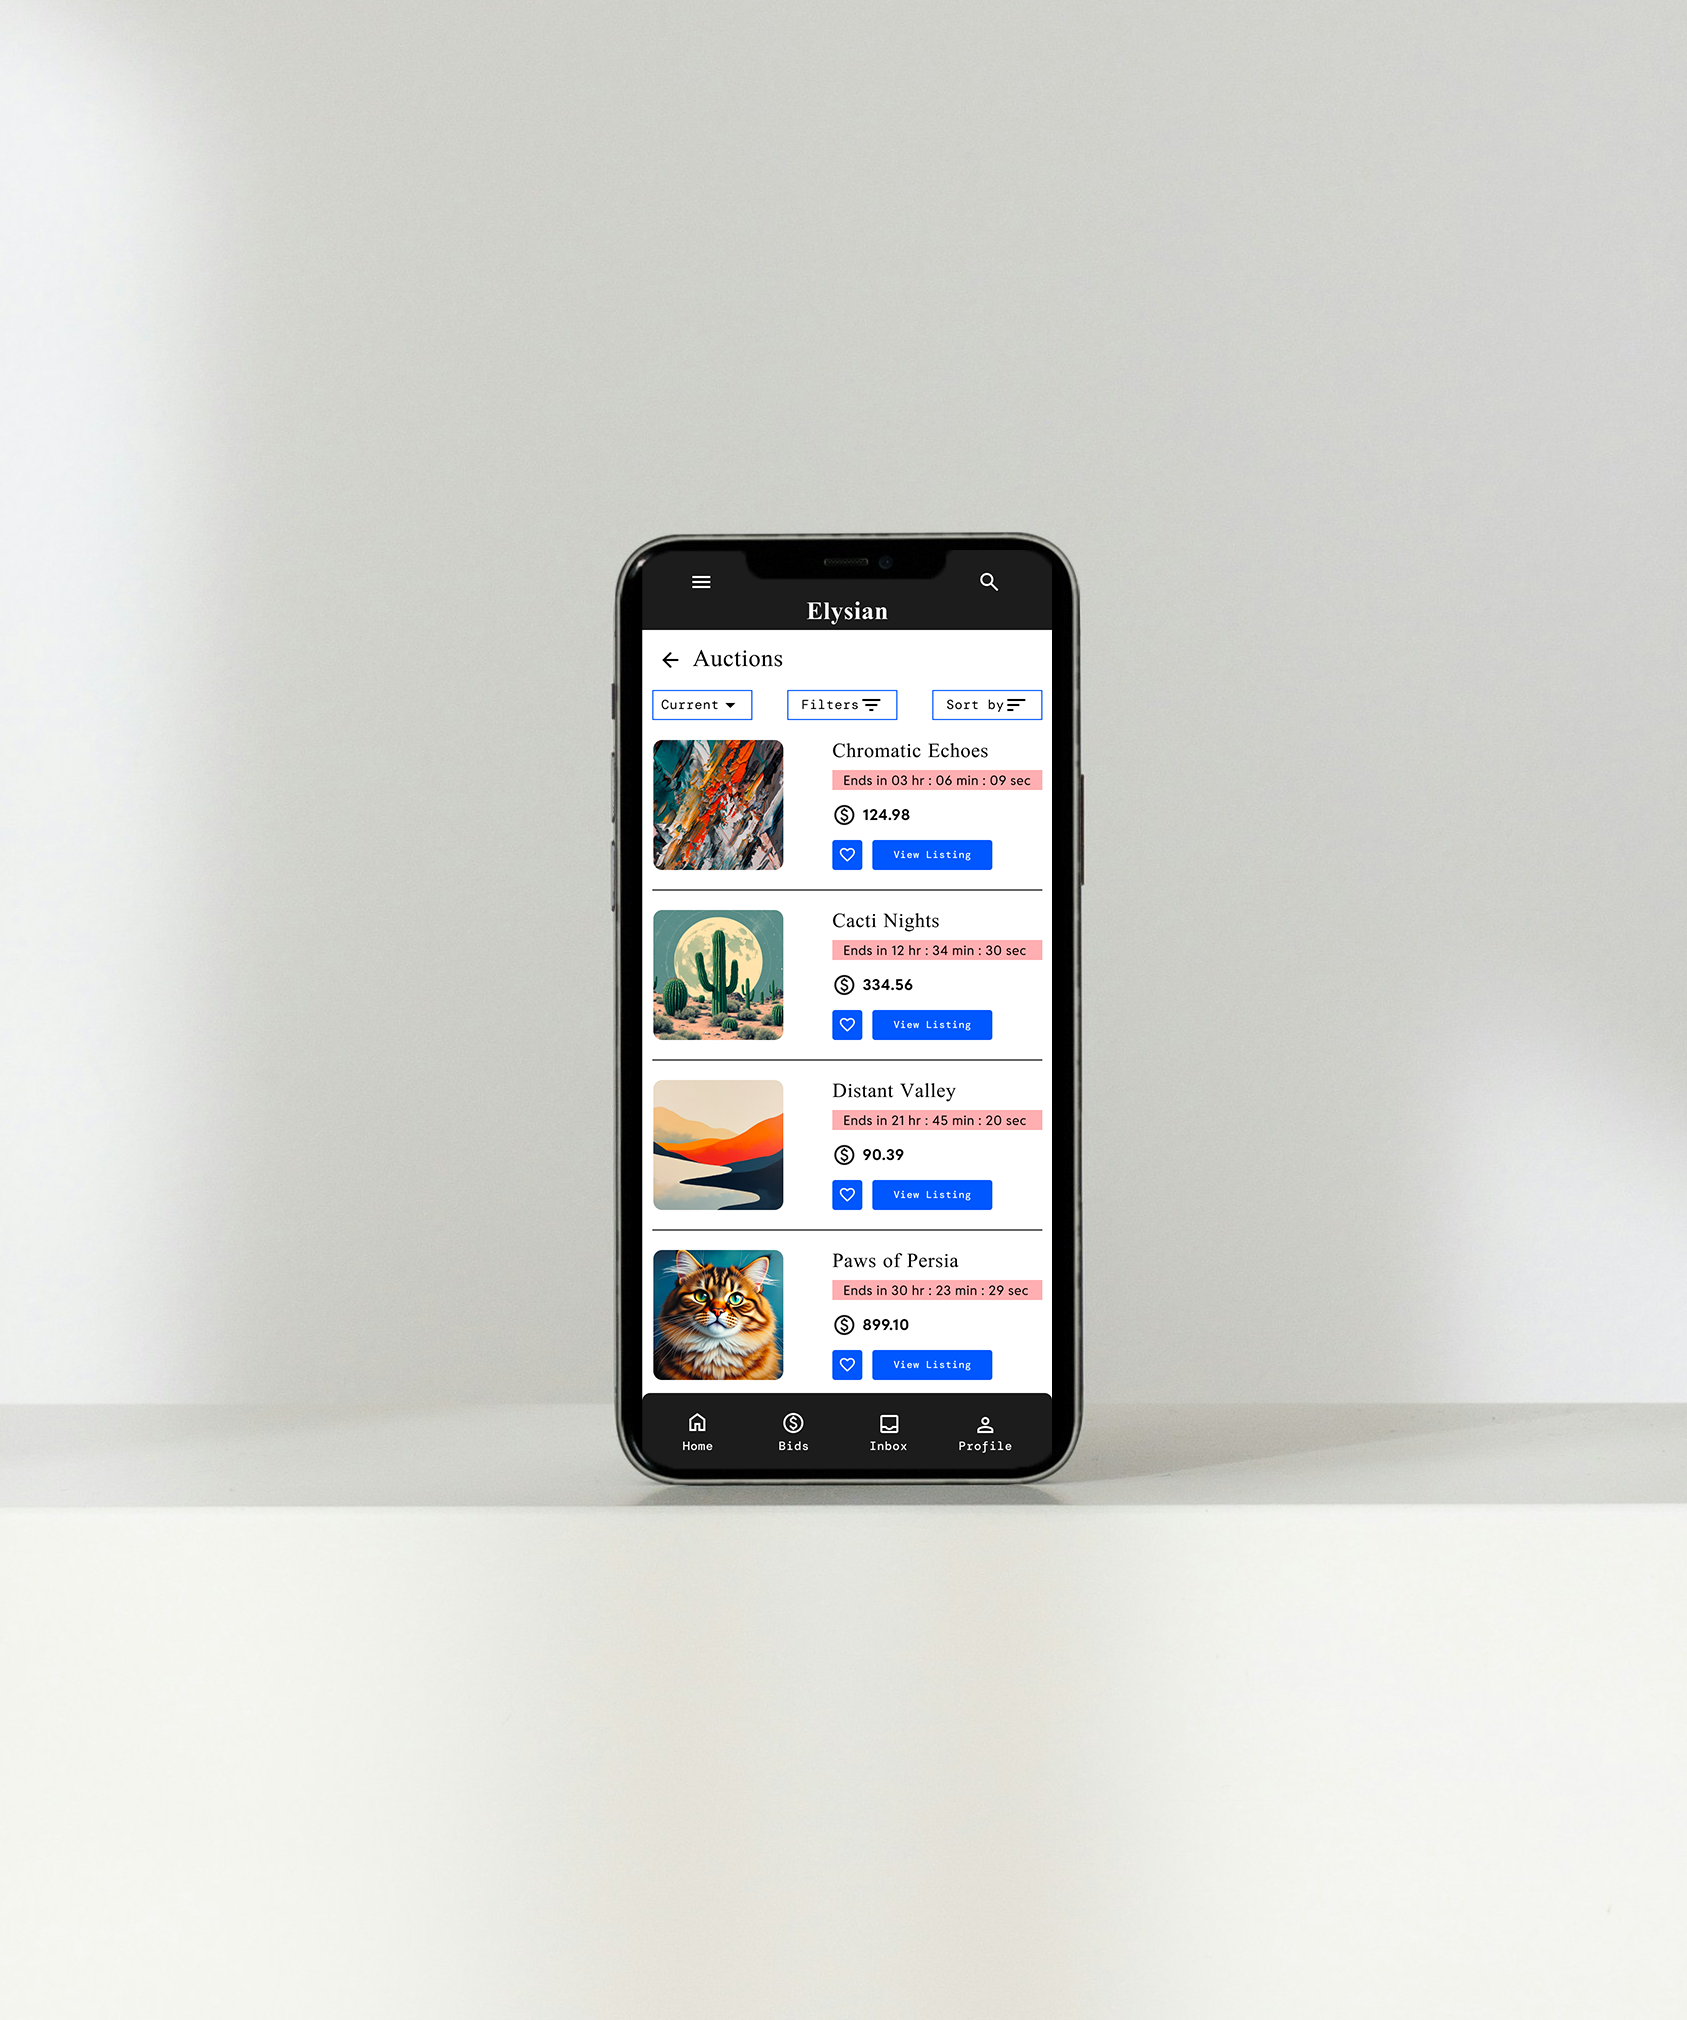 Elysian
Auctions
Current
Filters
Sort by
Chromatic Echoes
Ends in 03 hr : 06 min : 09 sec
124.98
View Listing
Cacti Nights
Ends in 12 hr : 34 min : 30 sec
334.56
View Listing
Distant Valley
Ends in 21 hr : 45 min : 20 sec
90.39
View Listing
Paws of Persia
Ends in 30 hr : 23 min : 29 sec
899.10
View Listing
Home
Bids
Inbox
Profile